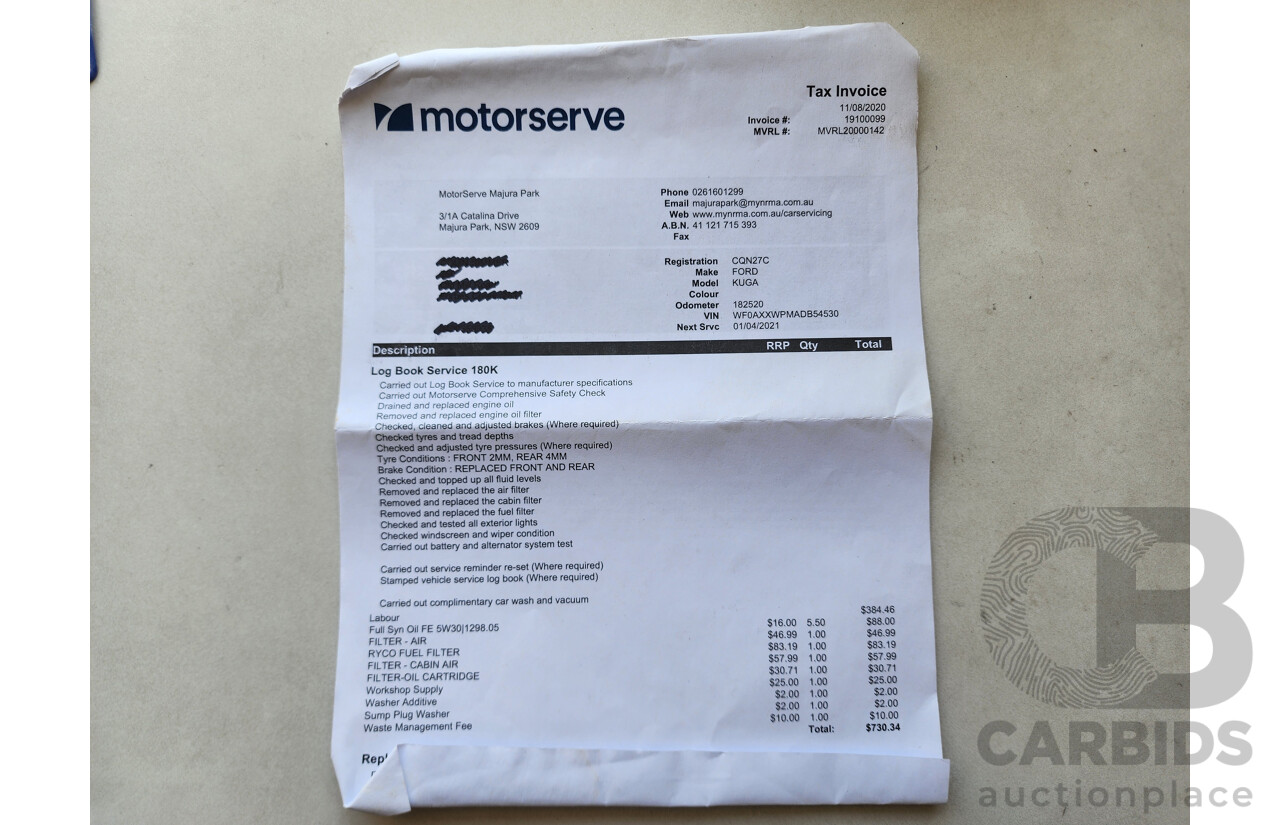 motorserve
Tax Invoice
11/08/2020
Invoice #: 19100099
MVRL #: MVRL20000142
MotorServe Majura Park
3/1A Catalina Drive
Majura Park, NSW 2609
Phone 0261601299
Email majurapark@mynrma.com.au
Web www.mynrma.com.au/carservicing
A.B.N. 41 121 715 393
Fax
Registration CQN27C
Make FORD
Model KUGA
Colour
Odometer 182520
VIN WF0AXXWPMADB54530
Next Srvc 01/04/2021
Description RRP Qty Total
Log Book Service 180K
Carried out Log Book Service to manufacturer specifications
Carried out Motorserve Comprehensive Safety Check
Drained and replaced engine oil
Removed and replaced engine oil filter
Checked, cleaned and adjusted brakes (Where required)
Checked tyres and tread depths
Checked and adjusted tyre pressures (Where required)
Tyre Conditions : FRONT 2MM, REAR 4MM
Brake Condition : REPLACED FRONT AND REAR
Checked and topped up all fluid levels
Removed and replaced the air filter
Removed and replaced the cabin filter
Removed and replaced the fuel filter
Checked and tested all exterior lights
Checked windscreen and wiper condition
Carried out battery and alternator system test
Carried out service reminder re-set (Where required)
Stamped vehicle service log book (Where required)
Carried out complimentary car wash and vacuum
Labour $384.46
Full Syn Oil FE 5W30|1298.05 $16.00 5.50 $88.00
FILTER - AIR $46.99 1.00 $46.99
RYCO FUEL FILTER $83.19 1.00 $83.19
FILTER - CABIN AIR $57.99 1.00 $57.99
FILTER-OIL CARTRIDGE $30.71 1.00 $30.71
Workshop Supply $25.00 1.00 $25.00
Washer Additive $2.00 1.00 $2.00
Sump Plug Washer $2.00 1.00 $2.00
Waste Management Fee $10.00 1.00 $10.00
Total: $730.34
CB
CARBIDS
auctionplace